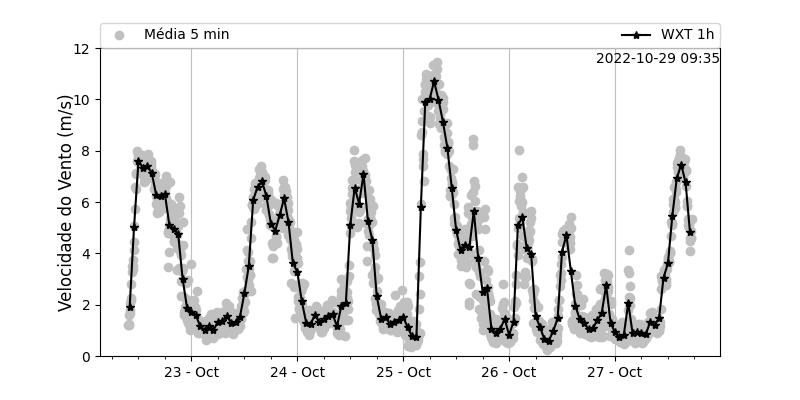 Média 5 min
WXT 1h
2022-10-29 09:35
Velocidade do Vento (m/s)
12
10
8
6
4
2
0
23 - Oct
24 - Oct
25 - Oct
26 - Oct
27 - Oct